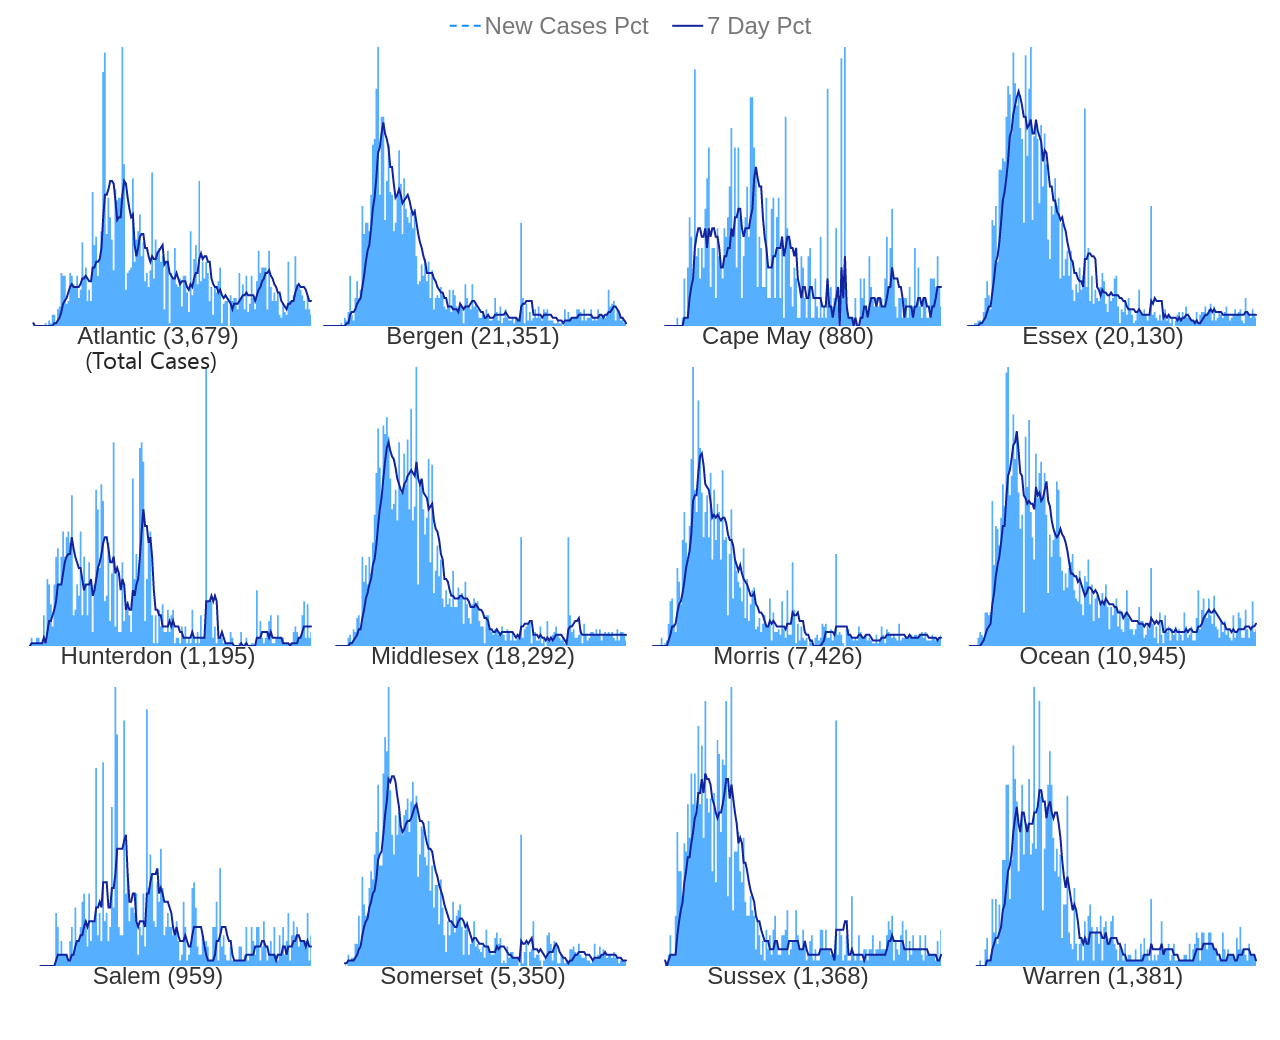 New Cases Pct 7 Day Pct
Atlantic (3,679) Bergen (21,351) Cape May (880) Essex (20,130)
(Total Cases)
Hunterdon (1,195) Middlesex (18,292) Morris (7,426) Ocean (10,945)
Salem (959) Somerset (5,350) Sussex (1,368) Warren (1,381)